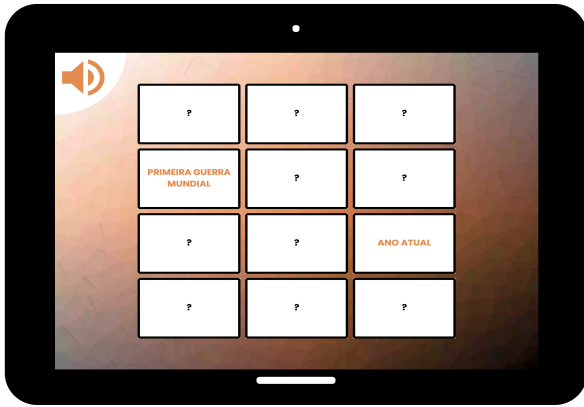 ? ? ?
PRIMEIRA GUERRA
MUNDIAL
? ?
? ? ANO ATUAL
? ? ?